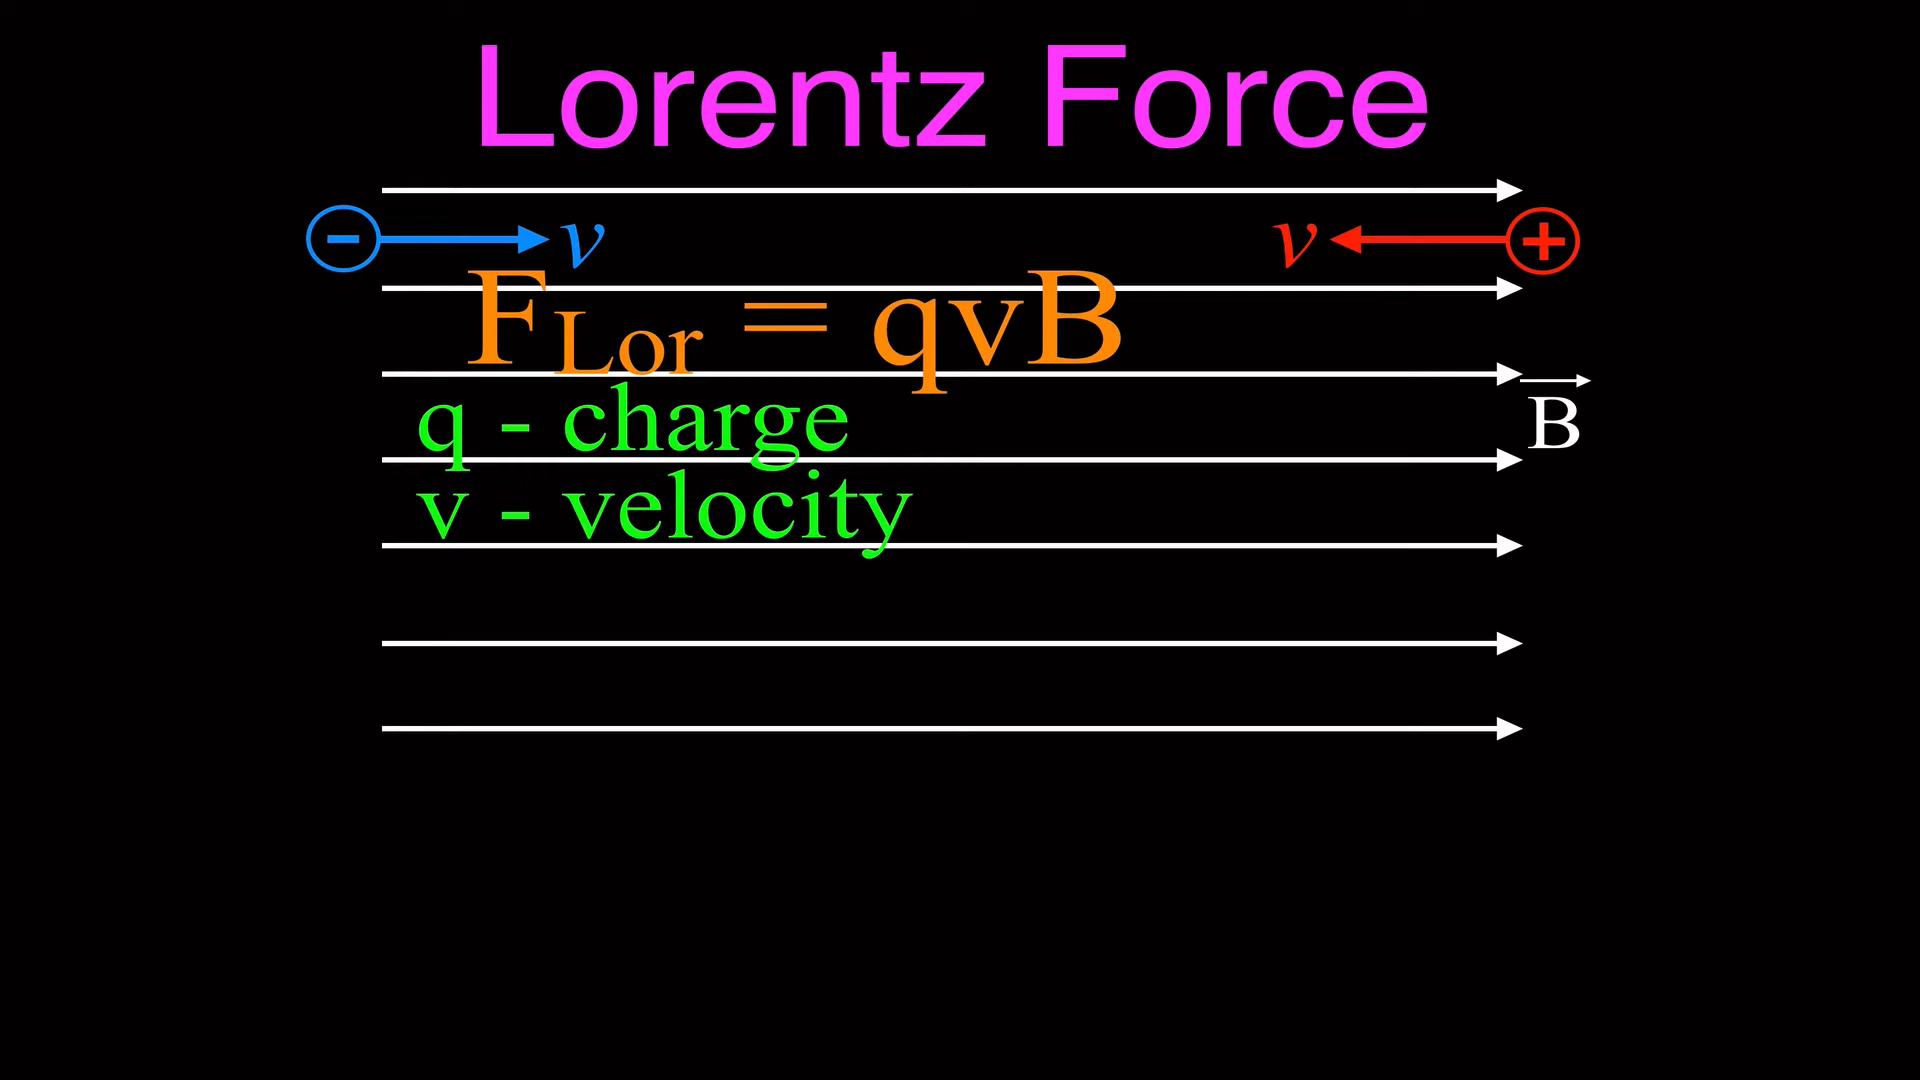 Lorentz Force
- v v +
F_Lor = qvB
q - charge
B
v - velocity